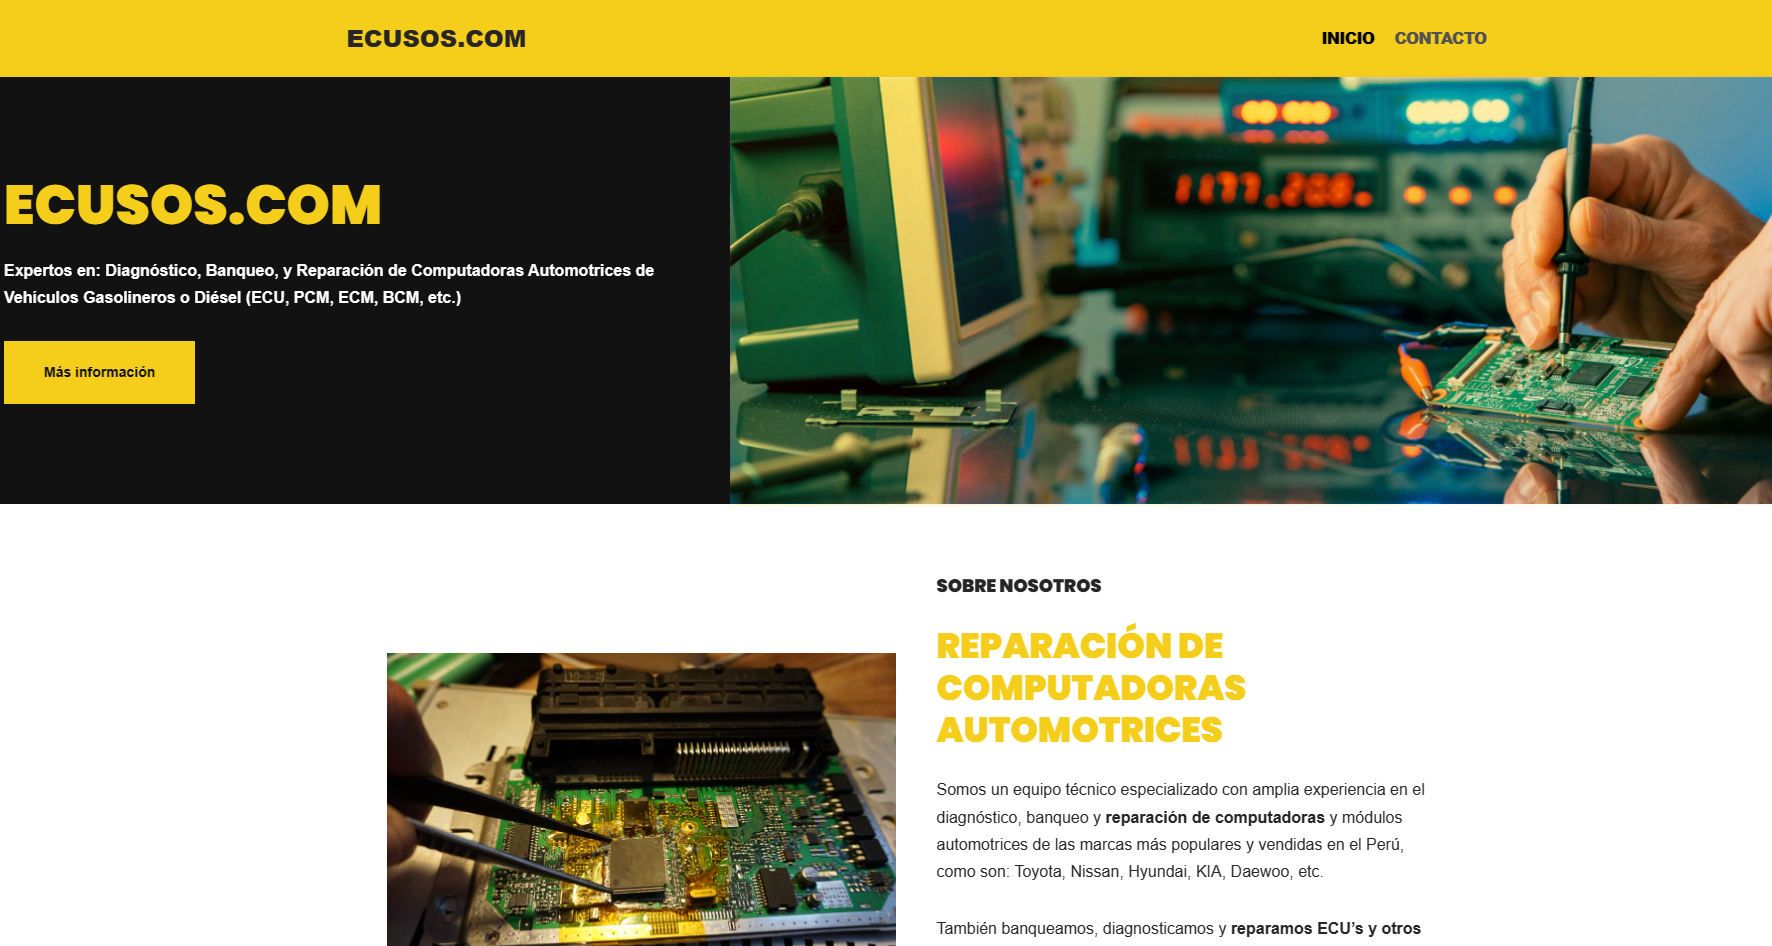 ECUSOS.COM
INICIO CONTACTO
ECUSOS.COM
Expertos en: Diagnóstico, Banqueo, y Reparación de Computadoras Automotrices de
Vehículos Gasolineros o Diésel (ECU, PCM, ECM, BCM, etc.)
Más información
SOBRE NOSOTROS
REPARACIÓN DE
COMPUTADORAS
AUTOMOTRICES
Somos un equipo técnico especializado con amplia experiencia en el
diagnóstico, banqueo y reparación de computadoras y módulos
automotrices de las marcas más populares y vendidas en el Perú,
como son: Toyota, Nissan, Hyundai, KIA, Daewoo, etc.
También banqueamos, diagnosticamos y reparamos ECU’s y otros